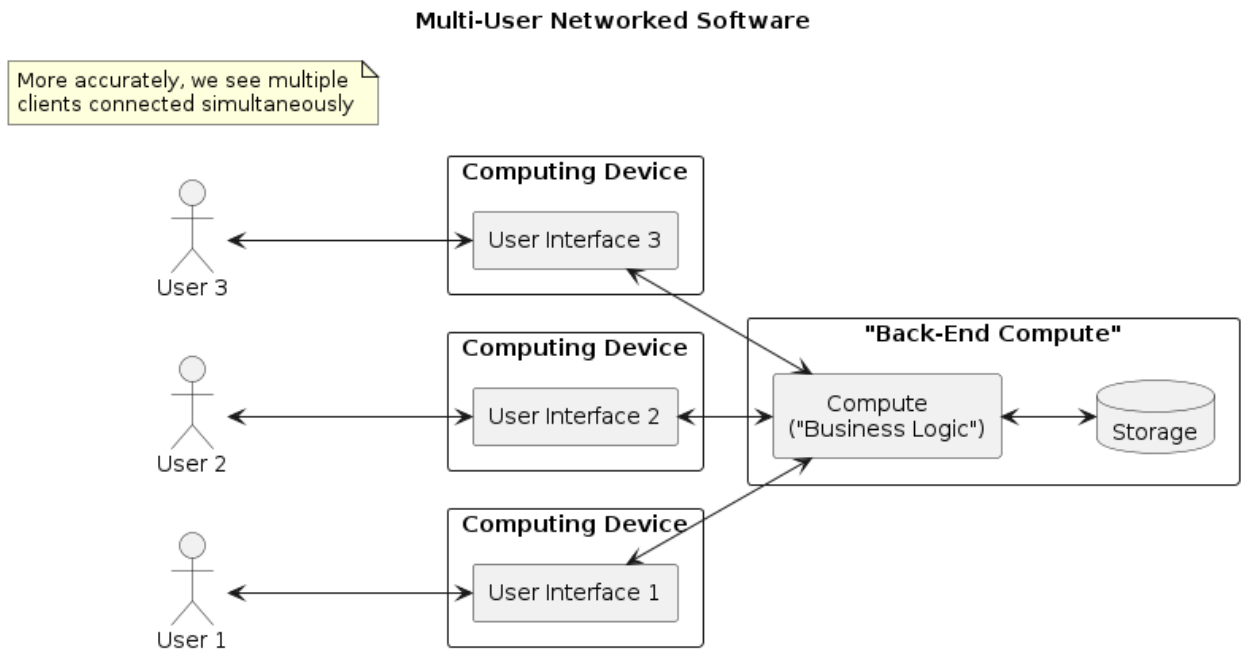 Multi-User Networked Software
More accurately, we see multiple
clients connected simultaneously
Computing Device
User Interface 3
User 3
Computing Device
User Interface 2
User 2
"Back-End Compute"
Compute
("Business Logic")
Storage
Computing Device
User Interface 1
User 1